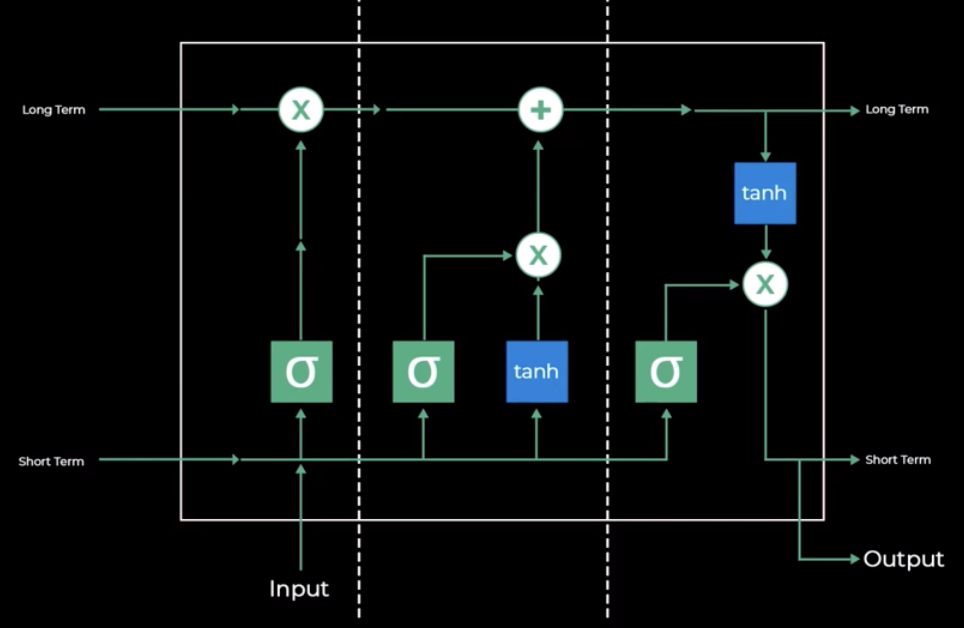 Long Term
X
+
Long Term
tanh
X
X
σ
σ
tanh
σ
Short Term
Short Term
Input
Output